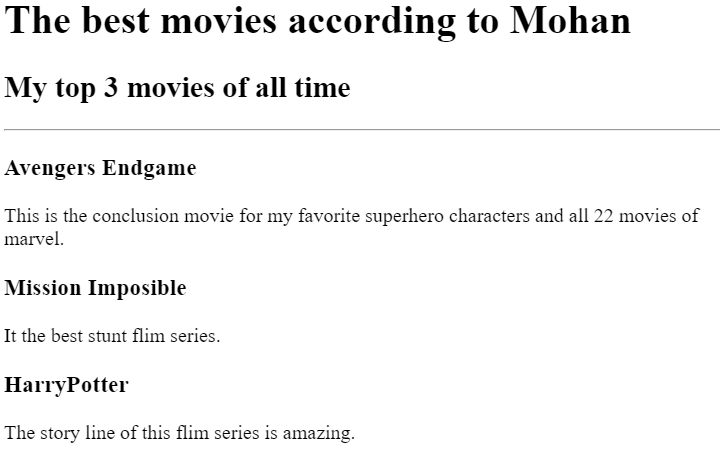 The best movies according to Mohan
My top 3 movies of all time
Avengers Endgame
This is the conclusion movie for my favorite superhero characters and all 22 movies of
marvel.
Mission Imposible
It the best stunt flim series.
HarryPotter
The story line of this flim series is amazing.